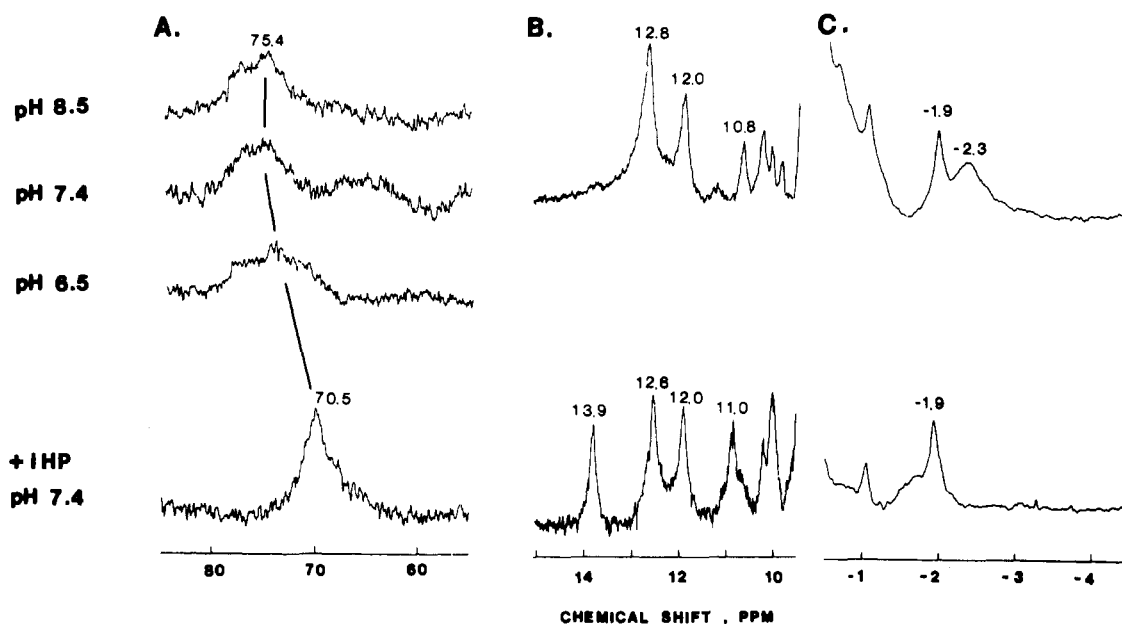 A.
B.
C.
pH 8.5
75.4
12.8
12.0
10.8
-1.9
-2.3
pH 7.4
pH 6.5
+ IHP
pH 7.4
70.5
13.9
12.6
12.0
11.0
-1.9
80 70 60
14 12 10
-1 -2 -3 -4
CHEMICAL SHIFT , PPM